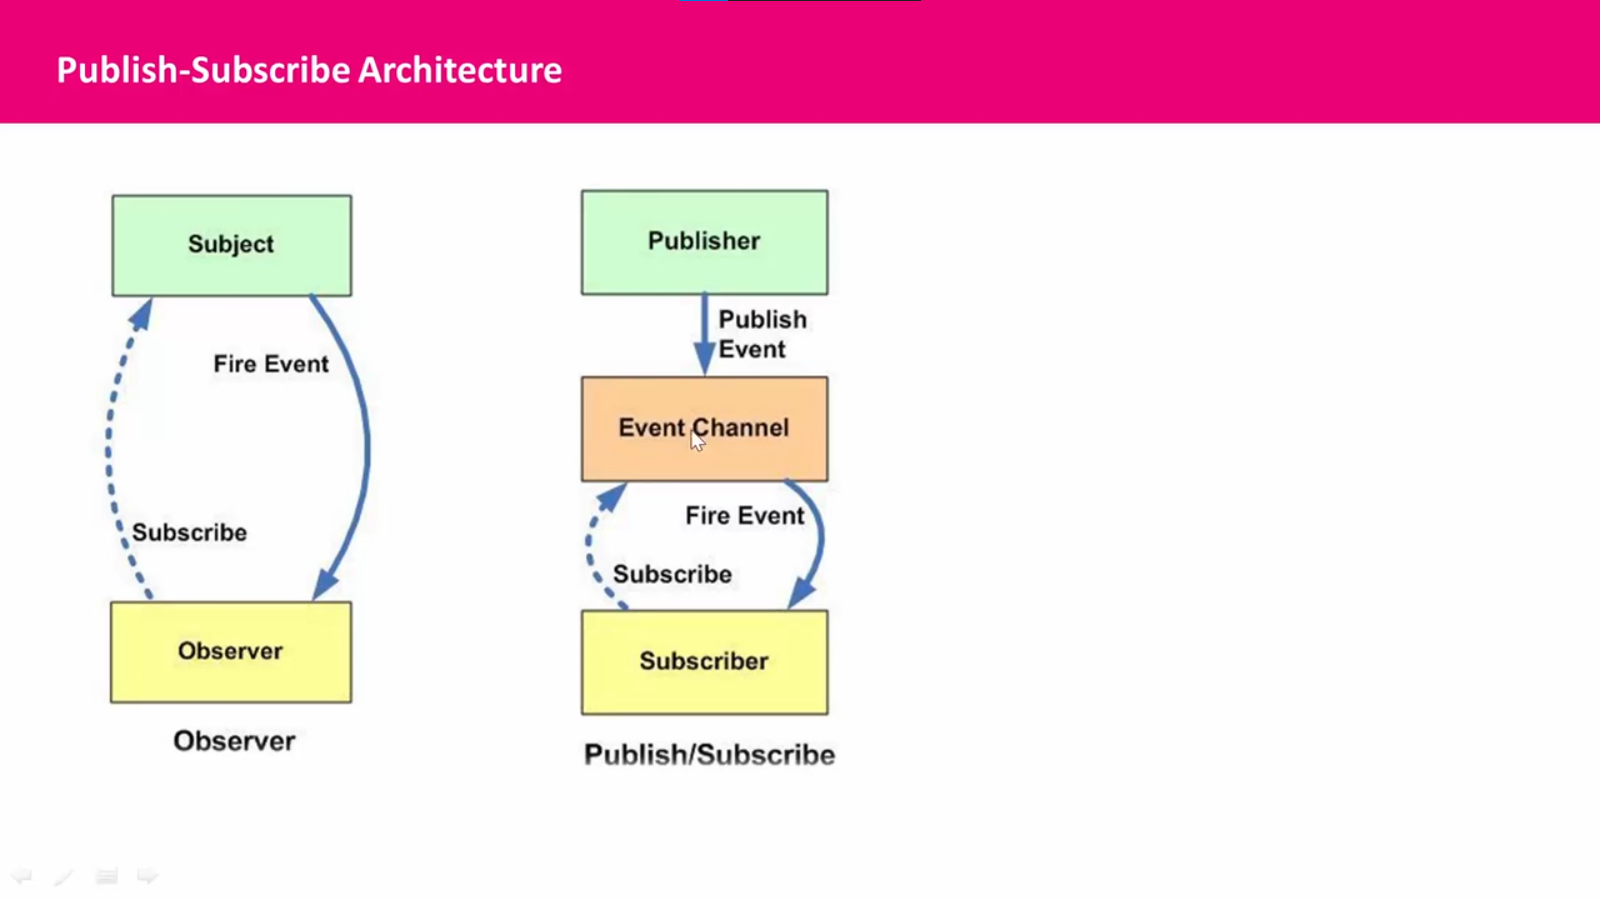 Publish-Subscribe Architecture
Subject
Fire Event
Subscribe
Observer
Observer
Publisher
Publish
Event
Event Channel
Fire Event
Subscribe
Subscriber
Publish/Subscribe